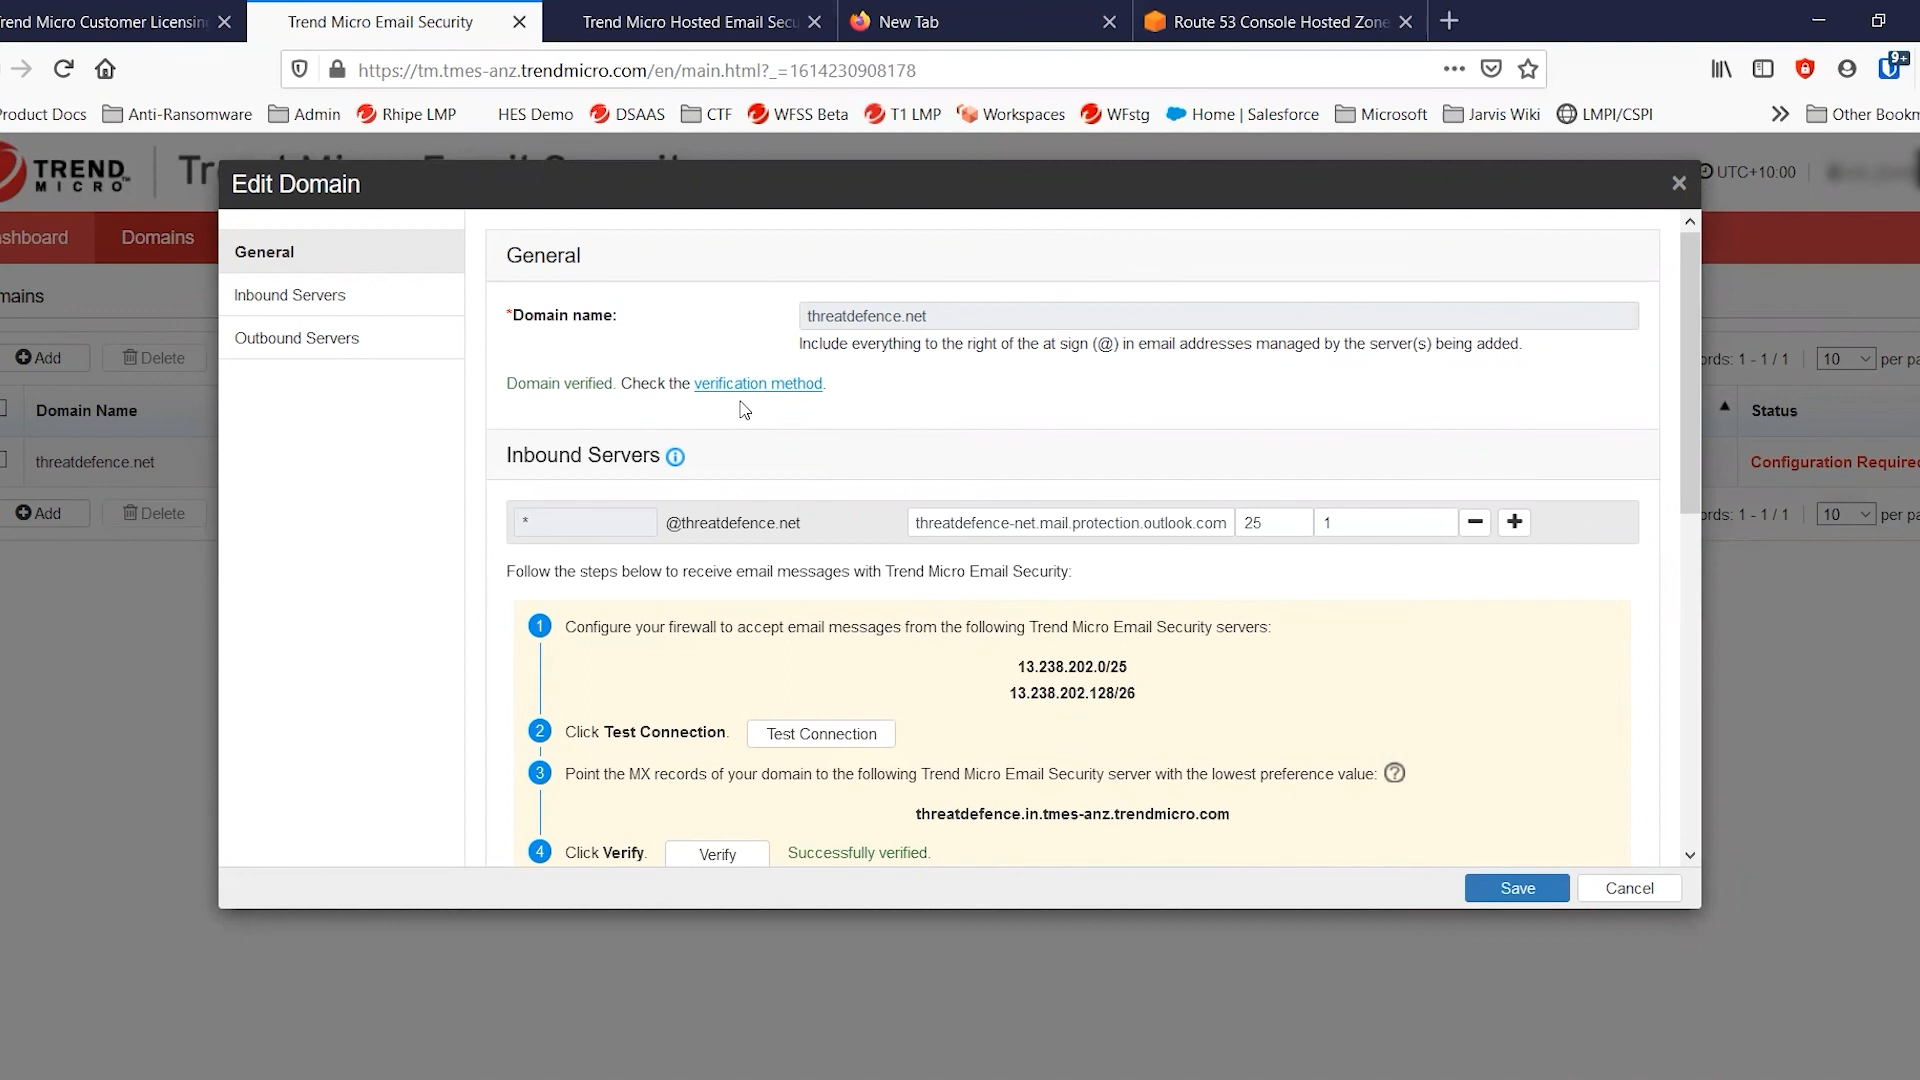 rend Micro Customer Licensing
Trend Micro Email Security
Trend Micro Hosted Email Secu
New Tab
Route 53 Console Hosted Zone
https://tm.tmes-anz.trendmicro.com/en/main.html?_=1614230908178
9+
roduct Docs
Anti-Ransomware
Admin
Rhipe LMP
HES Demo
DSAAS
CTF
WFSS Beta
T1 LMP
Workspaces
WFstg
Home | Salesforce
Microsoft
Jarvis Wiki
LMPI/CSPI
Other Bookm
TREND
MICRO
Trend Micro Email Security
UTC+10:00
Edit Domain
shboard
Domains
General
General
Inbound Servers
mains
*Domain name:
threatdefence.net
Outbound Servers
Include everything to the right of the at sign (@) in email addresses managed by the server(s) being added.
Add
Delete
ords: 1 - 1 / 1
10
per pa
Domain verified. Check the verification method.
Domain Name
Status
Inbound Servers
threatdefence.net
Configuration Required
Add
Delete
ords: 1 - 1 / 1
10
per pa
*
@threatdefence.net
threatdefence-net.mail.protection.outlook.com
25
1
Follow the steps below to receive email messages with Trend Micro Email Security:
1 Configure your firewall to accept email messages from the following Trend Micro Email Security servers:
13.238.202.0/25
13.238.202.128/26
2 Click Test Connection.
Test Connection
3 Point the MX records of your domain to the following Trend Micro Email Security server with the lowest preference value:
threatdefence.in.tmes-anz.trendmicro.com
4 Click Verify.
Verify
Successfully verified.
Save
Cancel